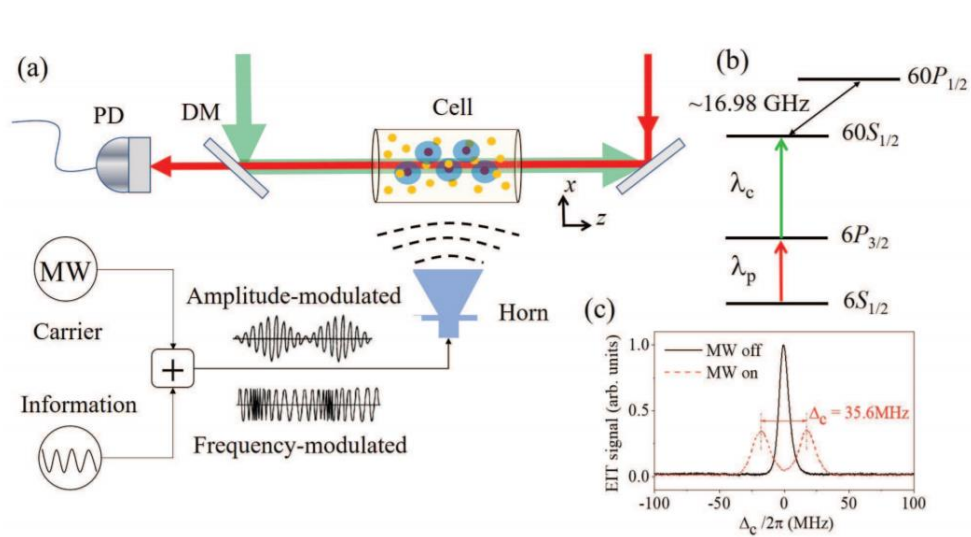 (a)
PD
DM
Cell
x
z
MW
Carrier
Amplitude-modulated
Horn
+
Information
Frequency-modulated
(b)
60P1/2
~16.98 GHz
60S1/2
λc
6P3/2
λp
6S1/2
(c)
MW off
MW on
Δc = 35.6MHz
EIT signal (arb. units)
1.0
0.5
0.0
-100 -50 0 50 100
Δc /2π (MHz)